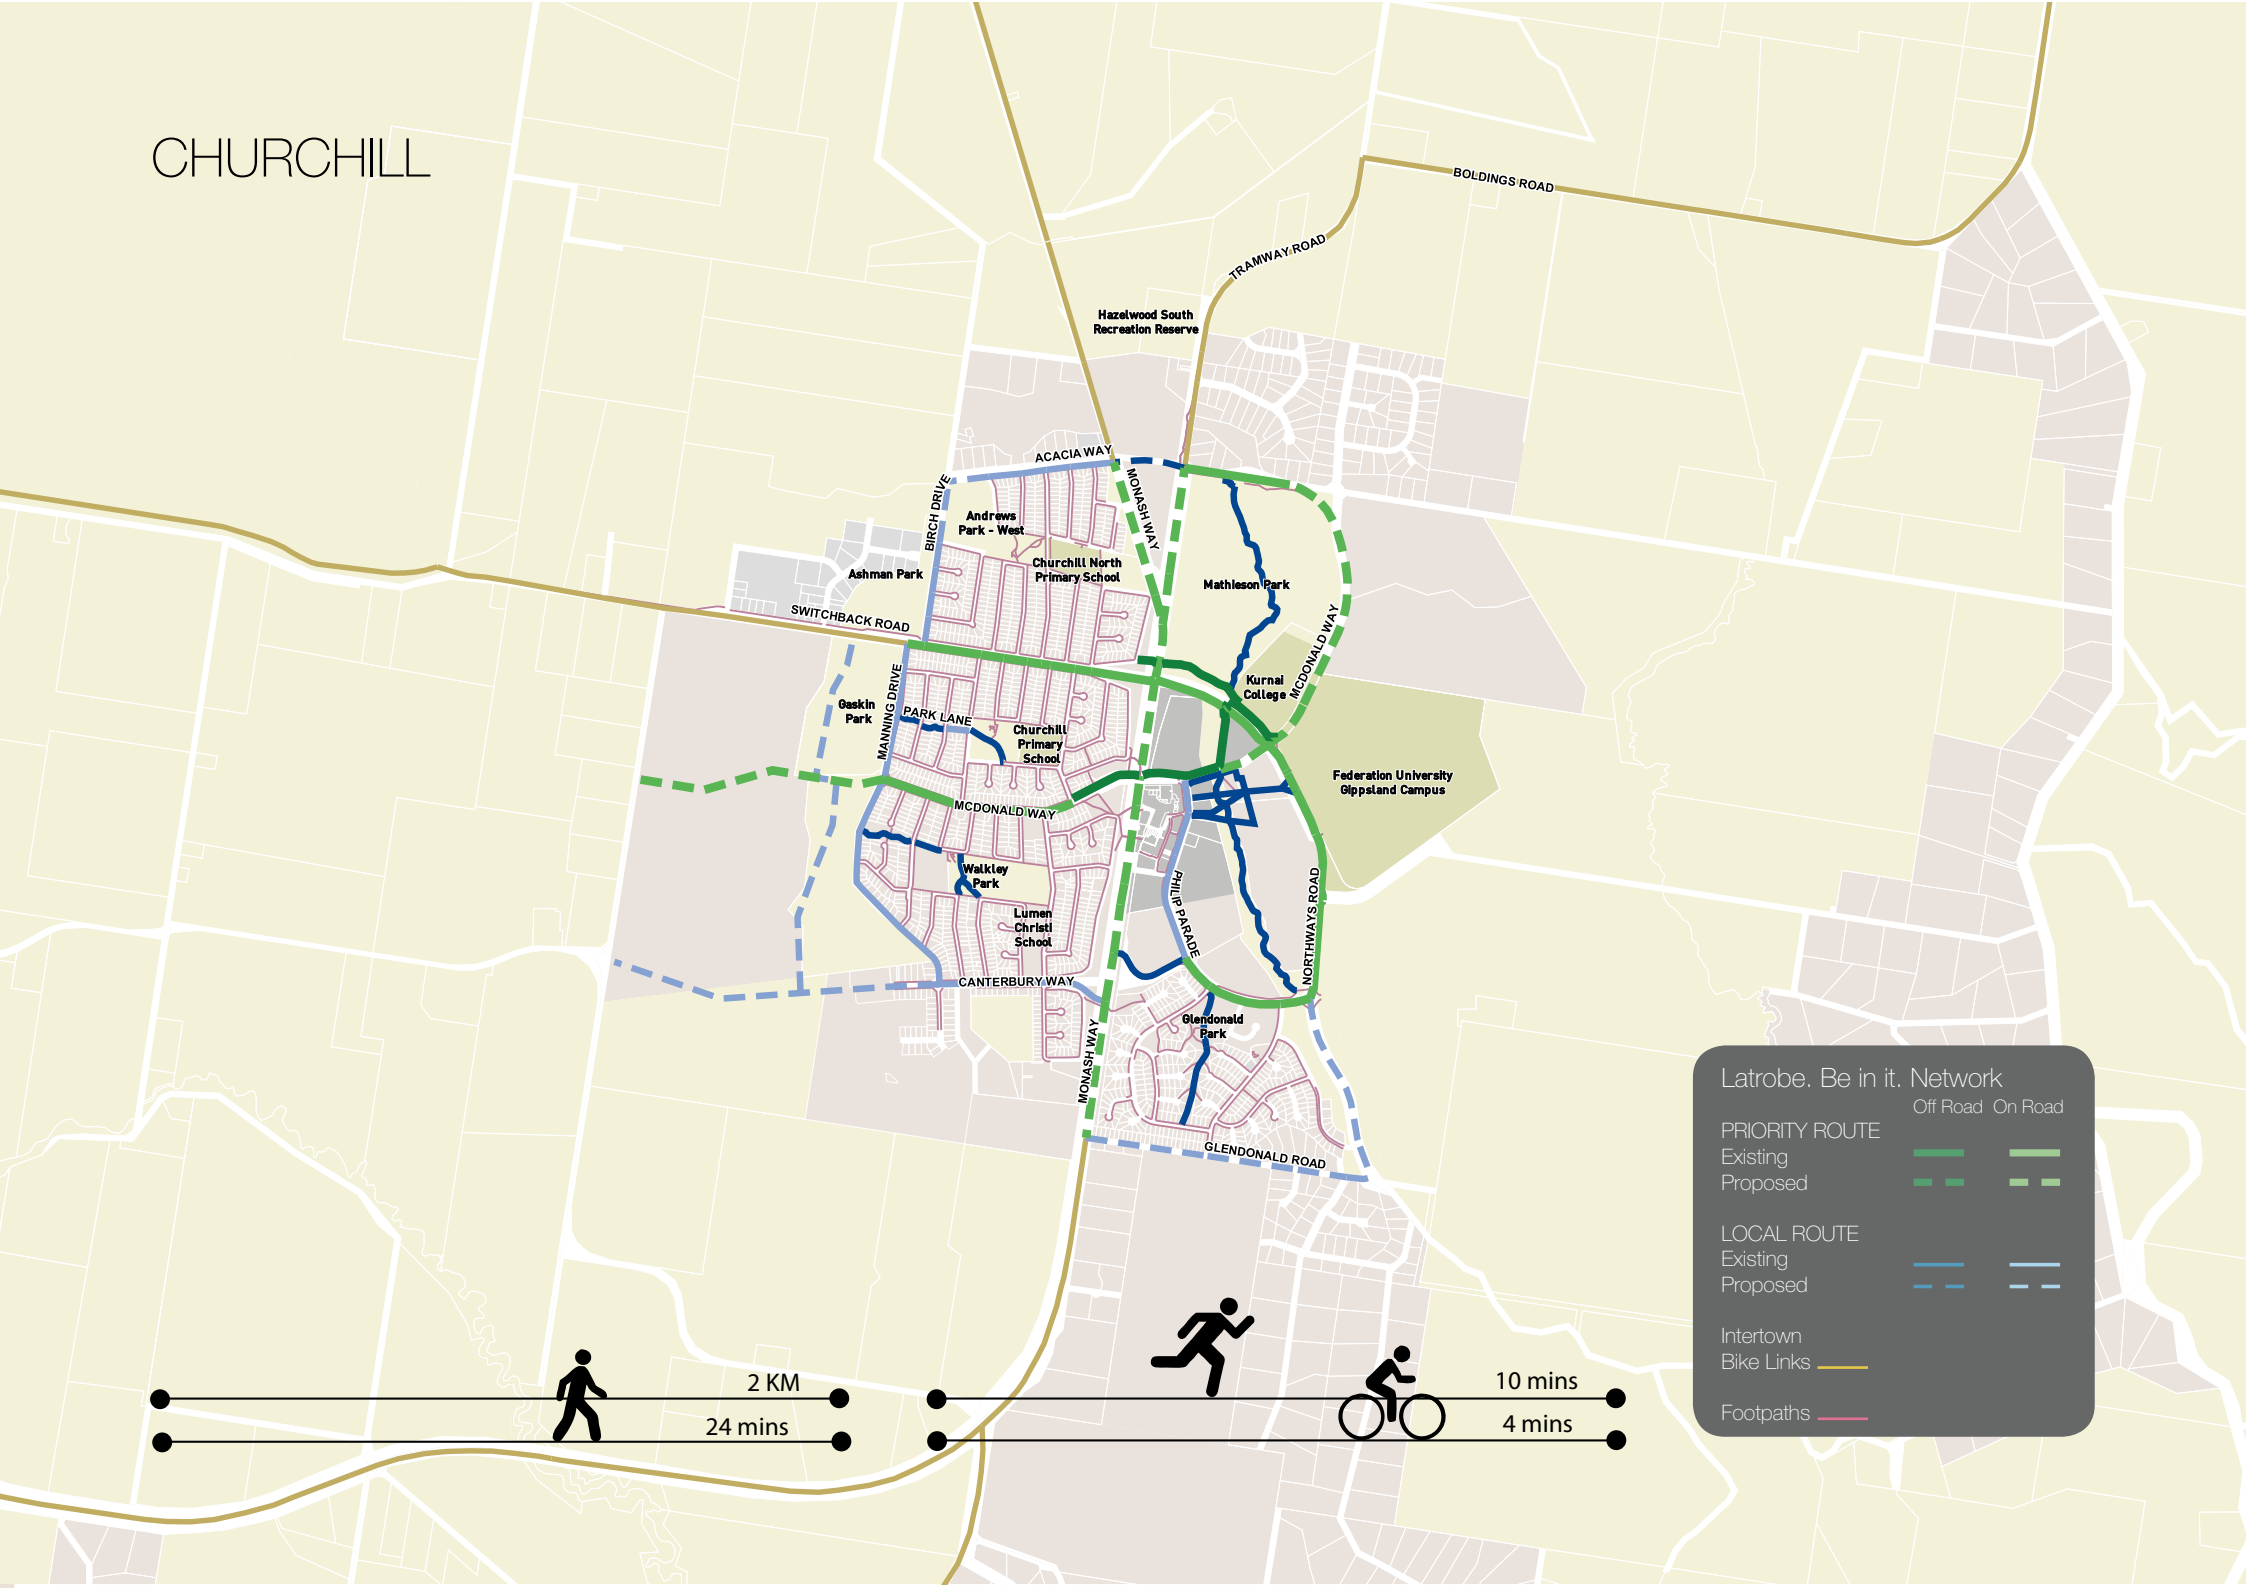 CHURCHILL
BOLDINGS ROAD
TRAMWAY ROAD
Hazelwood South
Recreation Reserve
ACACIA WAY
MONASH WAY
BIRCH DRIVE
Andrews
Park - West
Churchill North
Primary School
Ashman Park
Mathieson Park
SWITCHBACK ROAD
MCDONALD WAY
Kurnai
College
MANNING DRIVE
Gaskin
Park
PARK LANE
Churchill
Primary
School
Federation University
Gippsland Campus
MCDONALD WAY
Walkley
Park
PHILIP PARADE
NORTHWAYS ROAD
Lumen
Christi
School
CANTERBURY WAY
Glendonald
Park
MONASH WAY
GLENDONALD ROAD
Latrobe. Be in it. Network
Off Road On Road
PRIORITY ROUTE
Existing
Proposed
LOCAL ROUTE
Existing
Proposed
Intertown
Bike Links
Footpaths
2 KM
24 mins
10 mins
4 mins